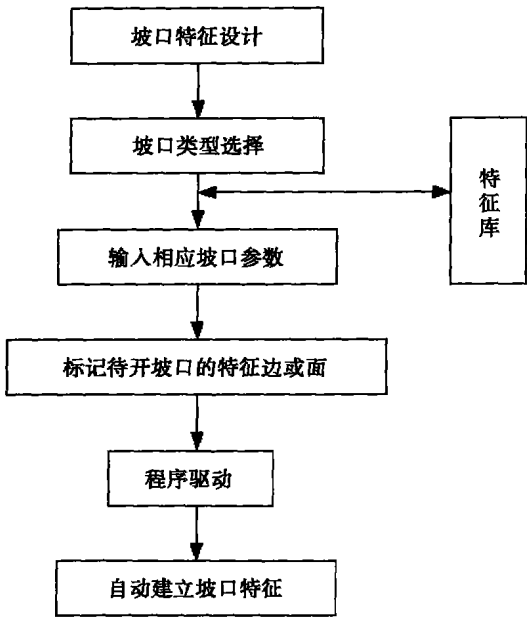 坡口特征设计
坡口类型选择
特征库
输入相应坡口参数
标记待开坡口的特征边或面
程序驱动
自动建立坡口特征